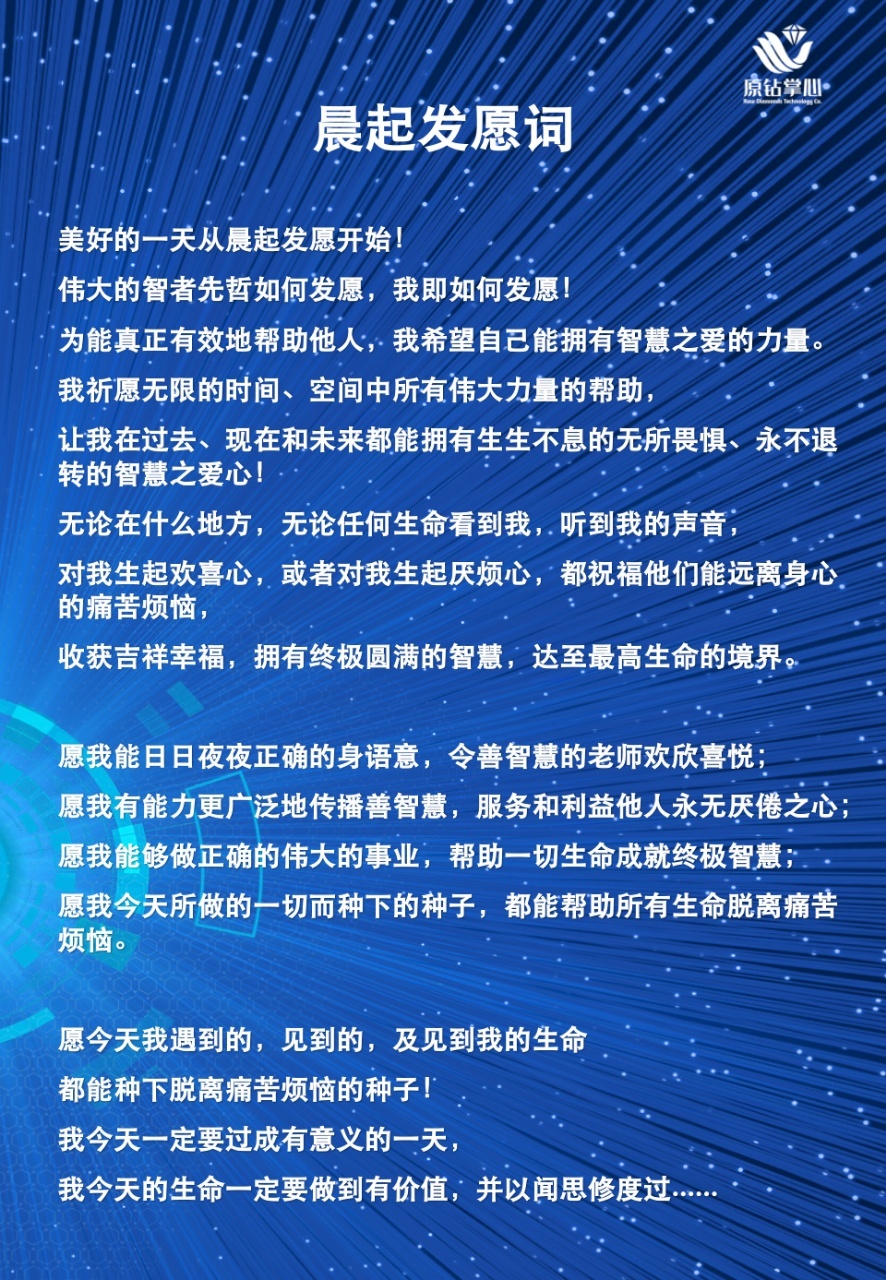 原钻掌心
Raw Diamonds Technology Co.
晨起发愿词
美好的一天从晨起发愿开始！
伟大的智者先哲如何发愿，我即如何发愿！
为能真正有效地帮助他人，我希望自己能拥有智慧之爱的力量。
我祈愿无限的时间、空间中所有伟大力量的帮助，
让我在过去、现在和未来都能拥有生生不息的无所畏惧、永不退
转的智慧之爱心！
无论在什么地方，无论任何生命看到我，听到我的声音，
对我生起欢喜心，或者对我生起厌烦心，都祝福他们能远离身心
的痛苦烦恼，
收获吉祥幸福，拥有终极圆满的智慧，达至最高生命的境界。
愿我能日日夜夜正确的身语意，令善智慧的老师欢欣喜悦；
愿我有能力更广泛地传播善智慧，服务和利益他人永无厌倦之心；
愿我能够做正确的伟大的事业，帮助一切生命成就终极智慧；
愿我今天所做的一切而种下的种子，都能帮助所有生命脱离痛苦
烦恼。
愿今天我遇到的，见到的，及见到我的生命
都能种下脱离痛苦烦恼的种子！
我今天一定要过成有意义的一天，
我今天的生命一定要做到有价值，并以闻思修度过......